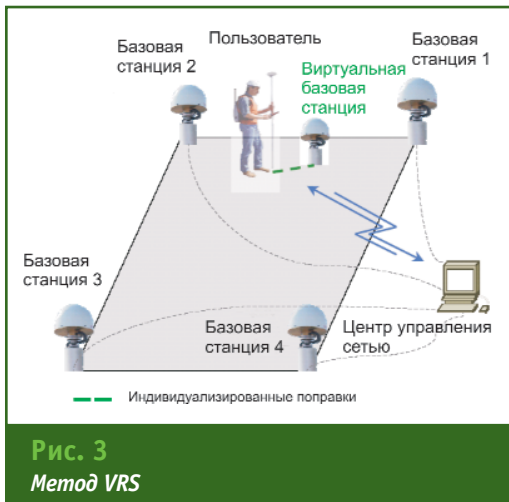 Базовая
станция 2
Пользователь
Базовая
станция 1
Виртуальная
базовая
станция
Базовая
станция 3
Базовая
станция 4
Центр управления
сетью
Индивидуализированные поправки
Рис. 3
Метод VRS